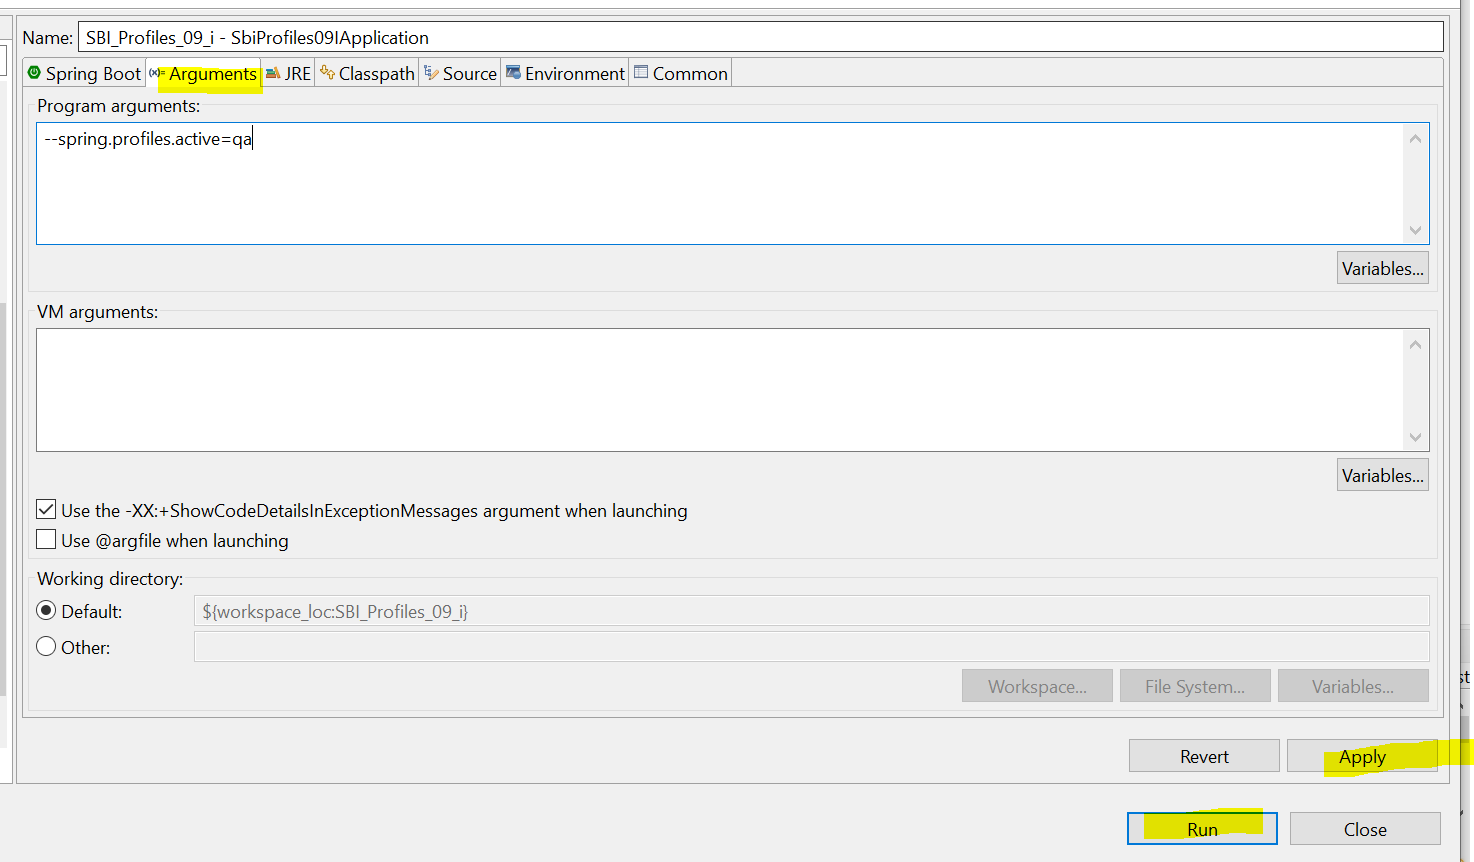 Name: SBI_Profiles_09_i - SbiProfiles09IApplication
Spring Boot (x)= Arguments JRE Classpath Source Environment Common
Program arguments:
--spring.profiles.active=qa
Variables...
VM arguments:
Variables...
Use the -XX:+ShowCodeDetailsInExceptionMessages argument when launching
Use @argfile when launching
Working directory:
Default: ${workspace_loc:SBI_Profiles_09_i}
Other:
Workspace... File System... Variables...
Revert Apply
Run Close